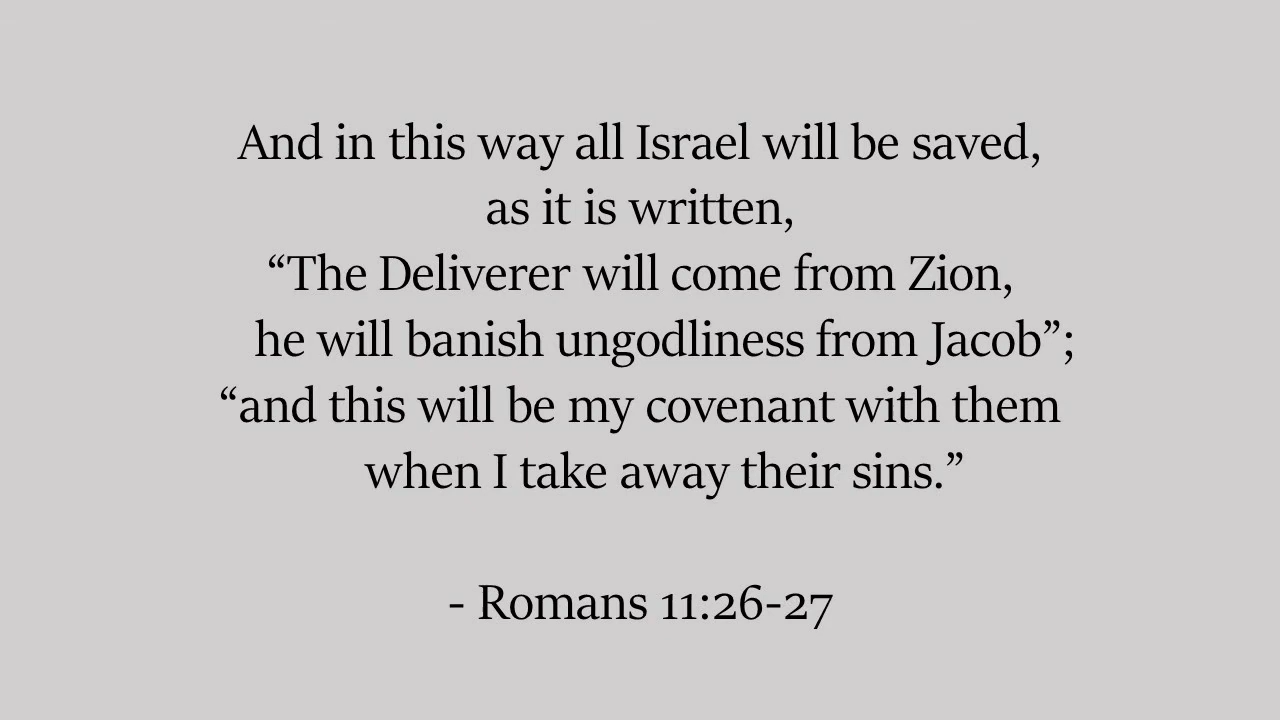 And in this way all Israel will be saved,
as it is written,
“The Deliverer will come from Zion,
he will banish ungodliness from Jacob”;
“and this will be my covenant with them
when I take away their sins.”
- Romans 11:26-27